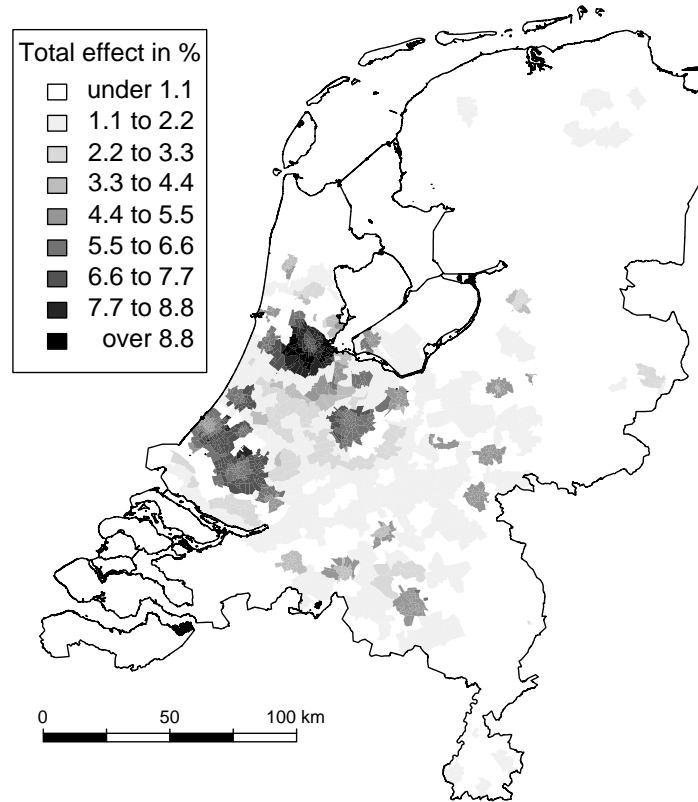 Total effect in %
under 1.1
1.1 to 2.2
2.2 to 3.3
3.3 to 4.4
4.4 to 5.5
5.5 to 6.6
6.6 to 7.7
7.7 to 8.8
over 8.8
0 50 100 km